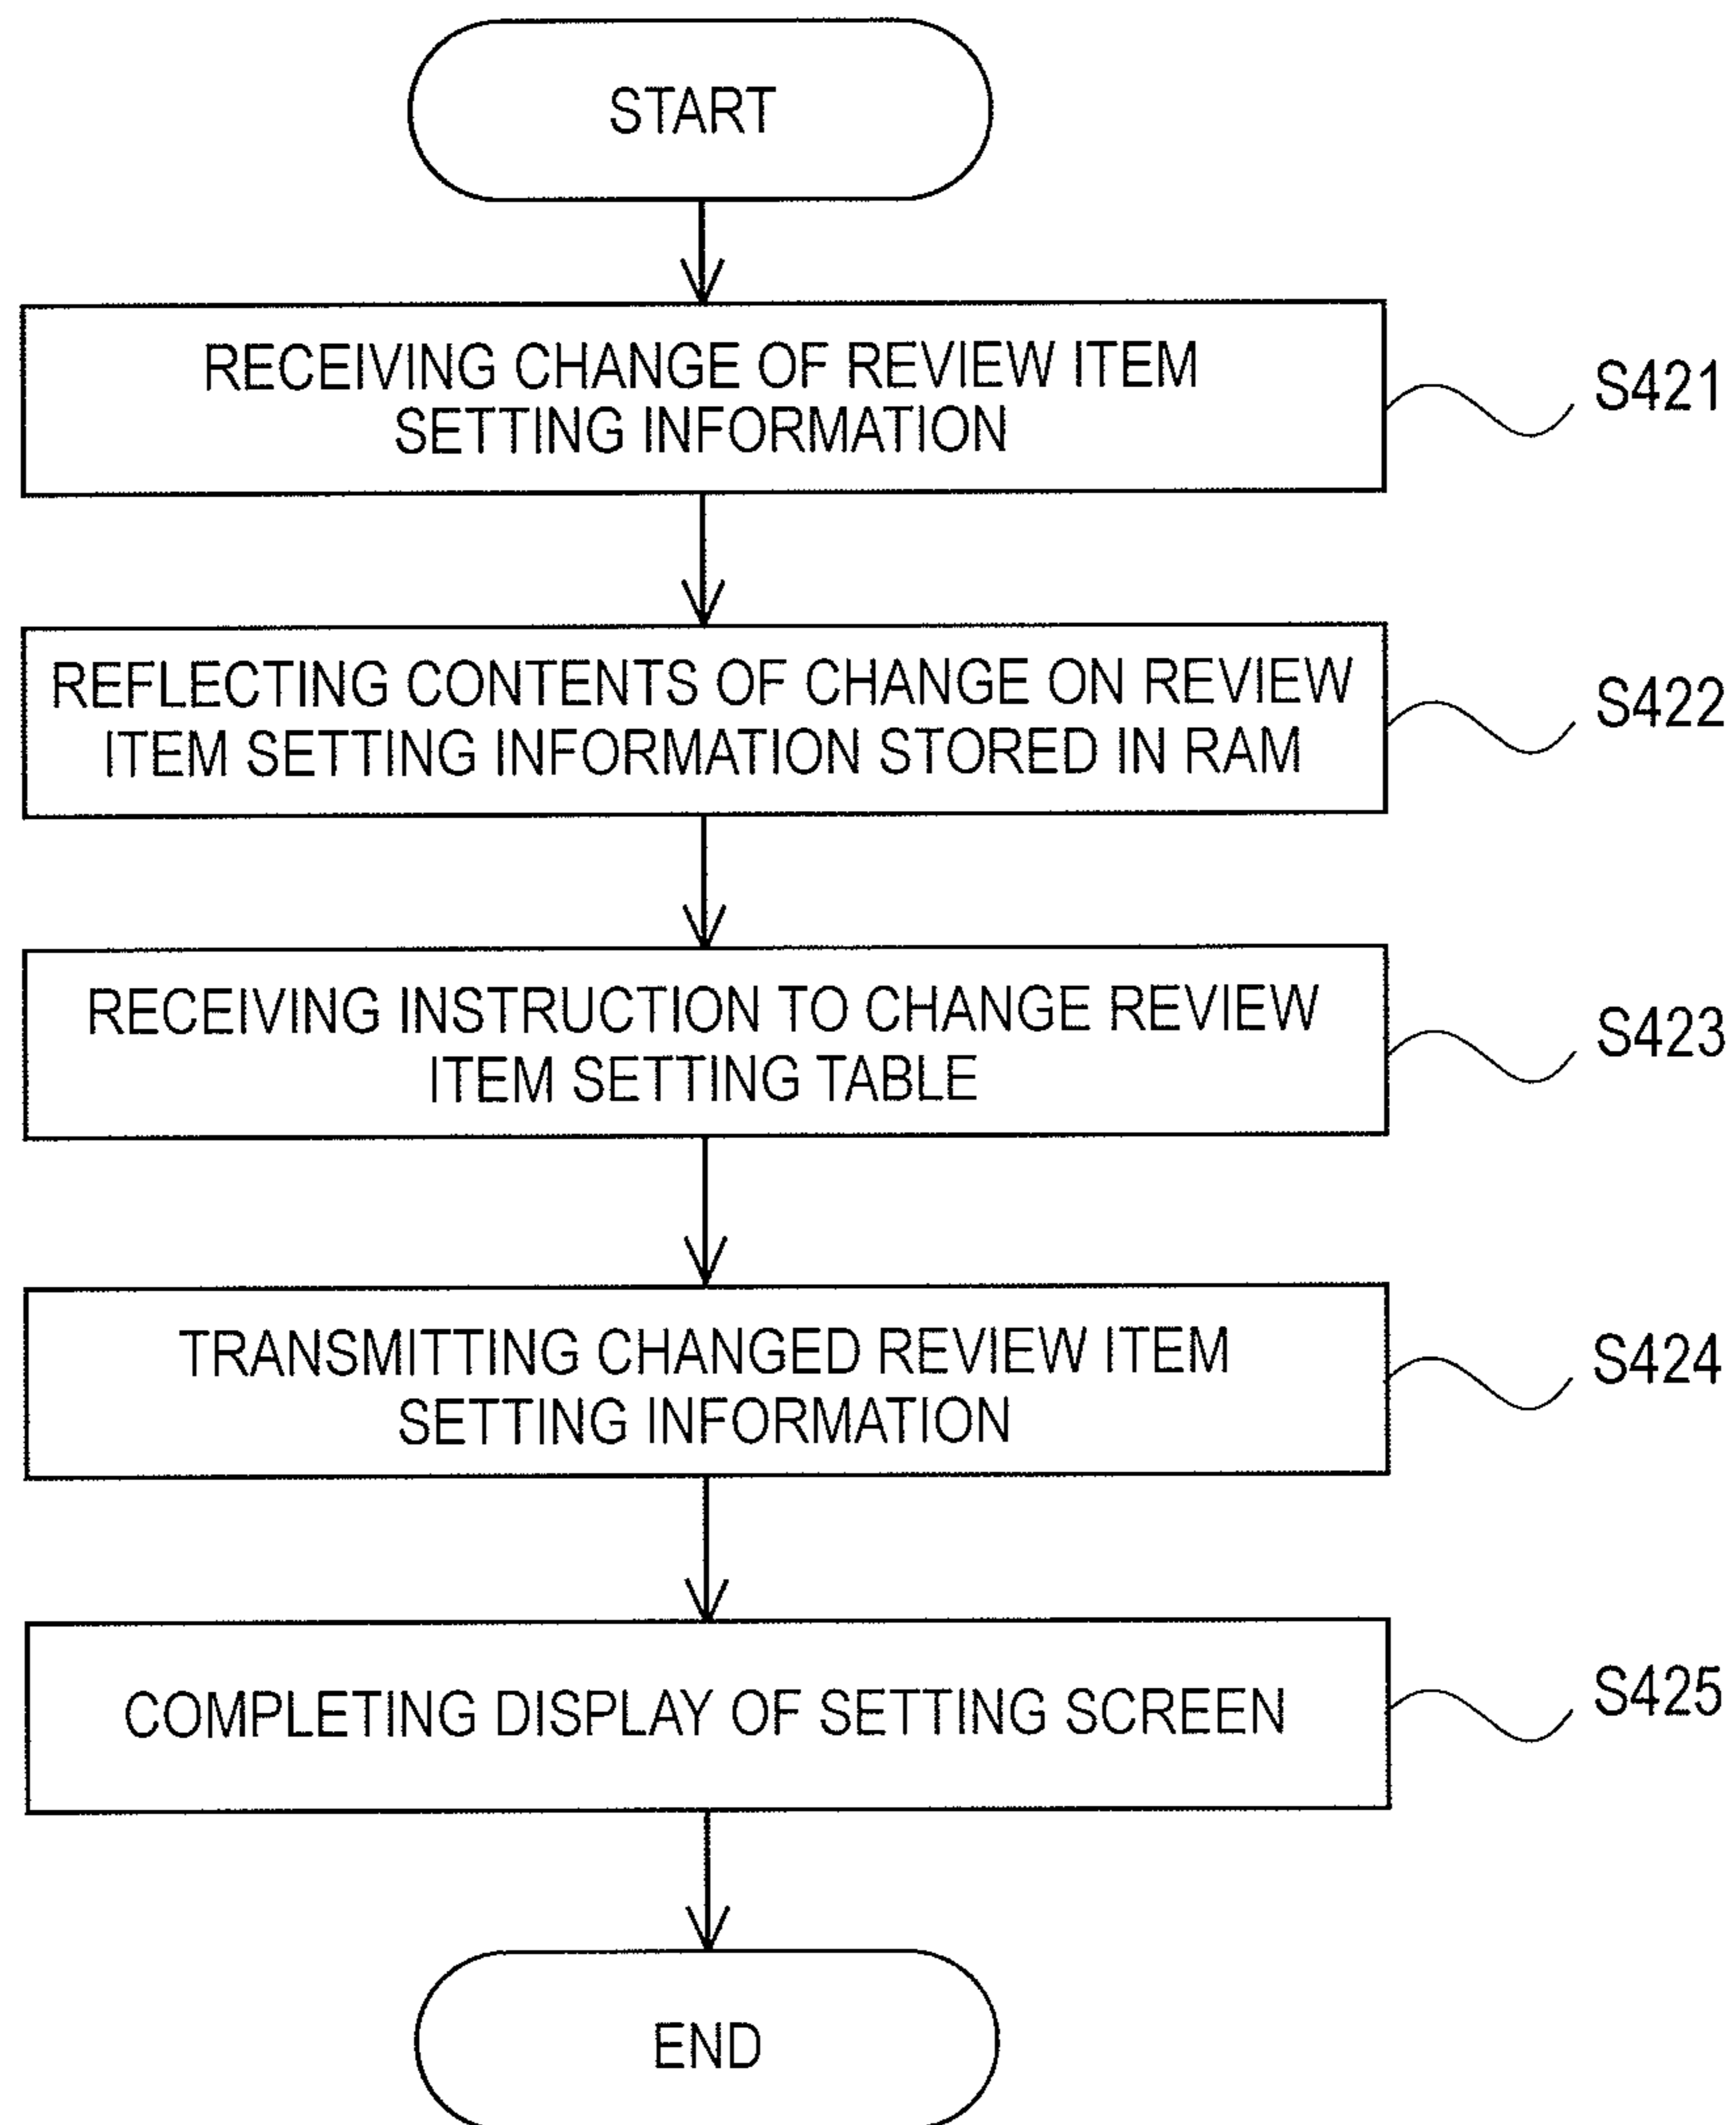 START
RECEIVING CHANGE OF REVIEW ITEM
SETTING INFORMATION
S421
REFLECTING CONTENTS OF CHANGE ON REVIEW
ITEM SETTING INFORMATION STORED IN RAM
S422
RECEIVING INSTRUCTION TO CHANGE REVIEW
ITEM SETTING TABLE
S423
TRANSMITTING CHANGED REVIEW ITEM
SETTING INFORMATION
S424
COMPLETING DISPLAY OF SETTING SCREEN
S425
END